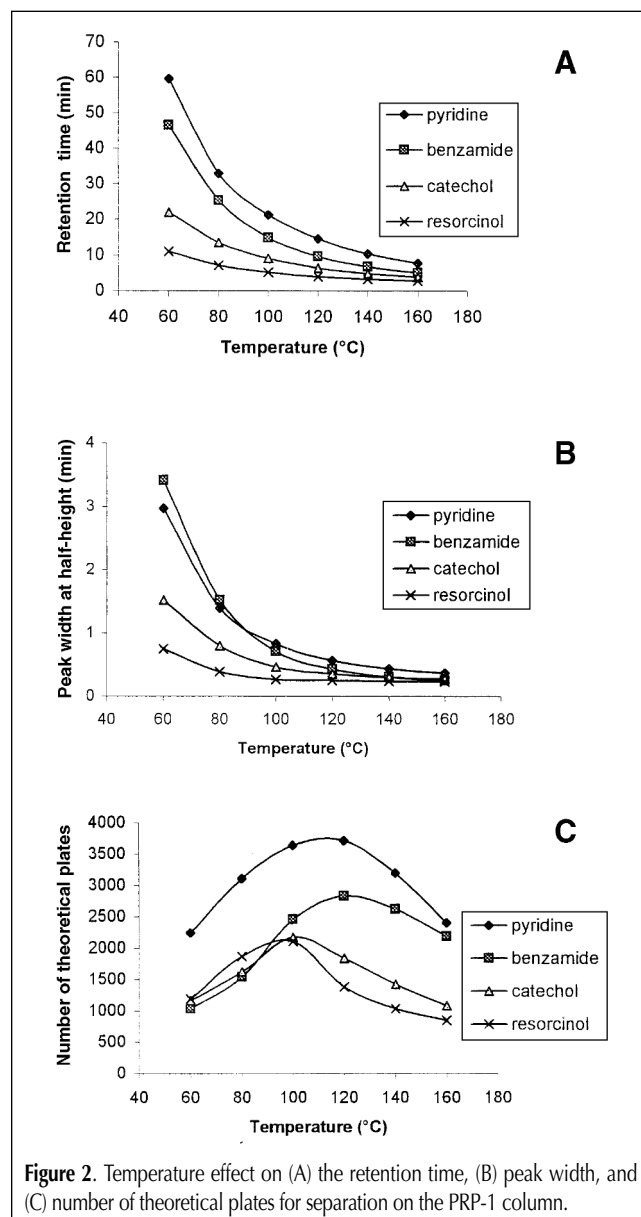 A
70
60
50
40
30
20
10
0
Retention time (min)
40 60 80 100 120 140 160 180
Temperature (°C)
pyridine
benzamide
catechol
resorcinol
B
4
3
2
1
0
Peak width at half-height (min)
40 60 80 100 120 140 160 180
Temperature (°C)
pyridine
benzamide
catechol
resorcinol
C
4000
3500
3000
2500
2000
1500
1000
500
0
Number of theoretical plates
40 60 80 100 120 140 160 180
Temperature (°C)
pyridine
benzamide
catechol
resorcinol
Figure 2. Temperature effect on (A) the retention time, (B) peak width, and
(C) number of theoretical plates for separation on the PRP-1 column.